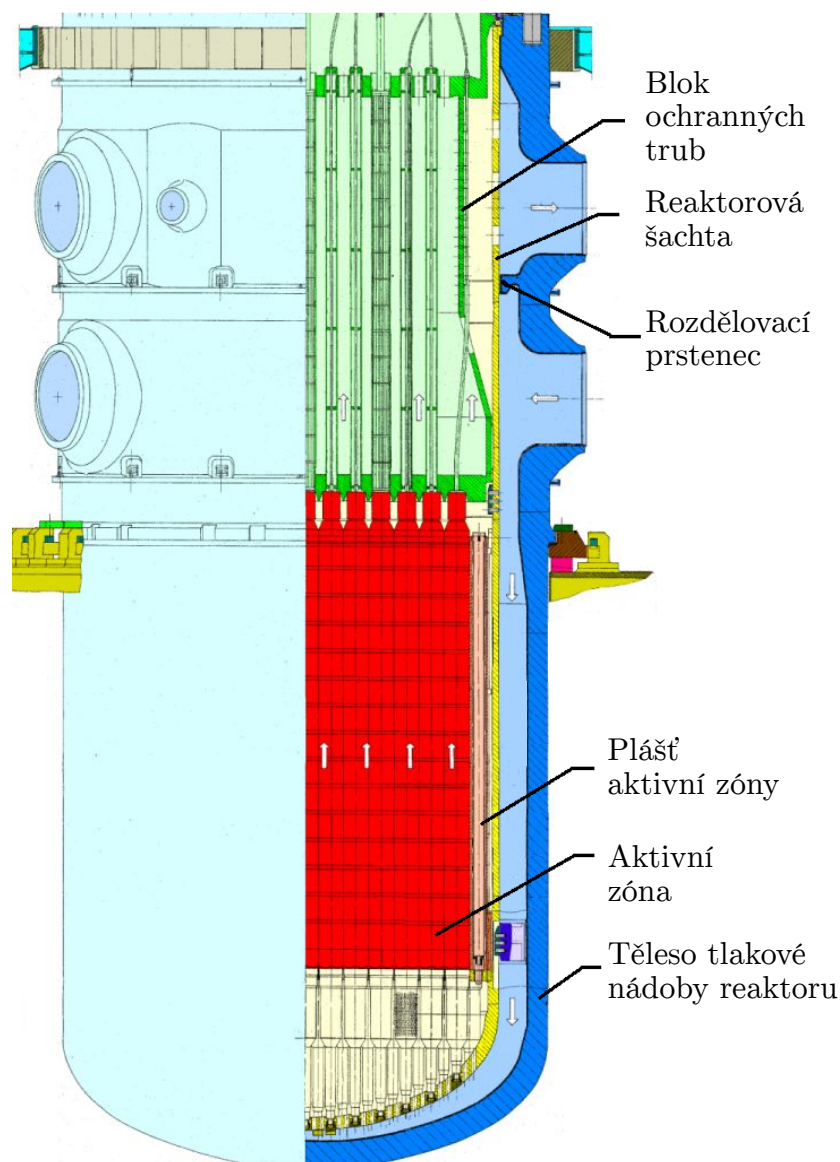 Blok
ochranných
trub
Reaktorová
šachta
Rozdělovací
prstenec
Plášť
aktivní zóny
Aktivní
zóna
Těleso tlakové
nádoby reaktoru